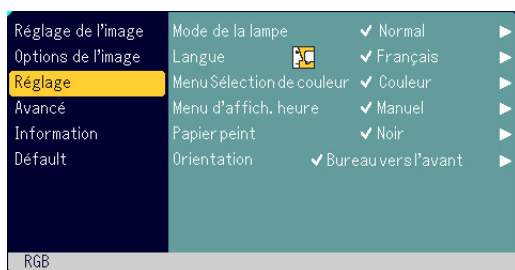 Réglage de l'image
Options de l'image
Réglage
Avancé
Information
Défault
Mode de la lampe ✓ Normal
Langue ✓ Français
Menu Sélection de couleur ✓ Couleur
Menu d'affich. heure ✓ Manuel
Papier peint ✓ Noir
Orientation ✓ Bureau vers l'avant
RGB